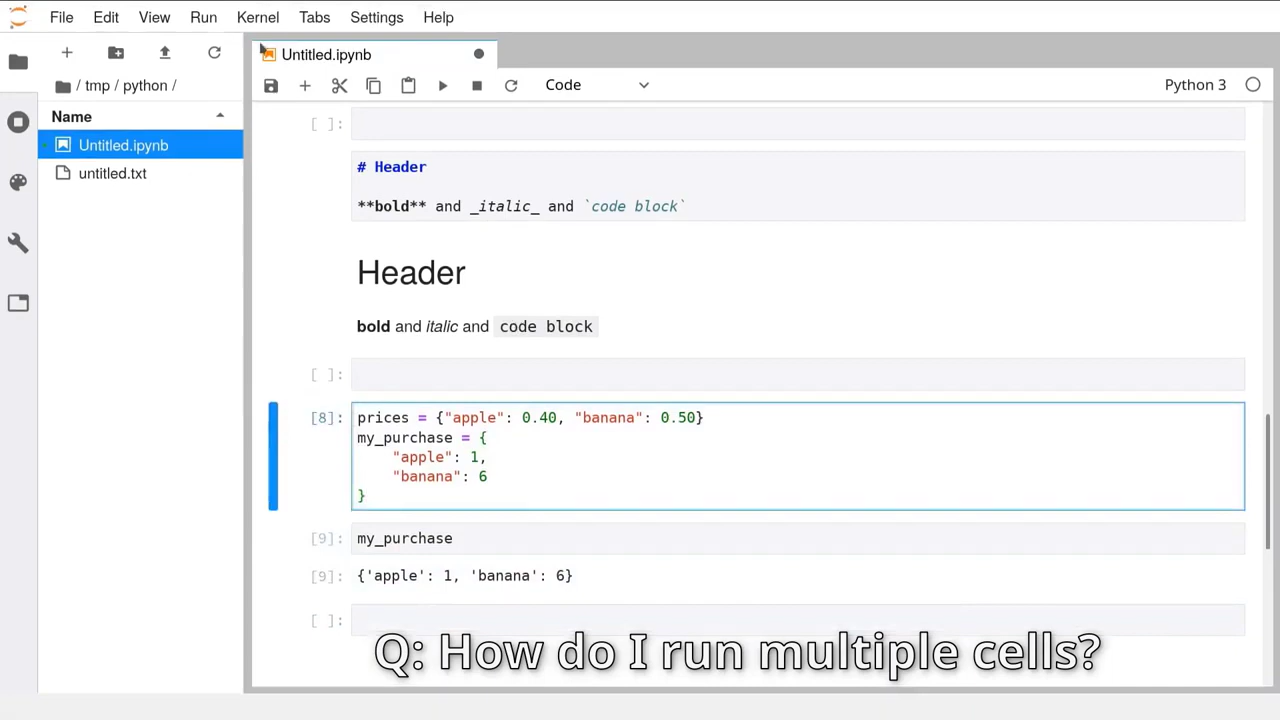 File Edit View Run Kernel Tabs Settings Help
Untitled.ipynb
Code
Python 3
/ tmp / python /
Name
Untitled.ipynb
untitled.txt
[ ]:
# Header
**bold** and _italic_ and `code block`
Header
bold and italic and code block
[ ]:
[8]: prices = {"apple": 0.40, "banana": 0.50}
my_purchase = {
"apple": 1,
"banana": 6
}
[9]: my_purchase
[9]: {'apple': 1, 'banana': 6}
[ ]:
Q: How do I run multiple cells?